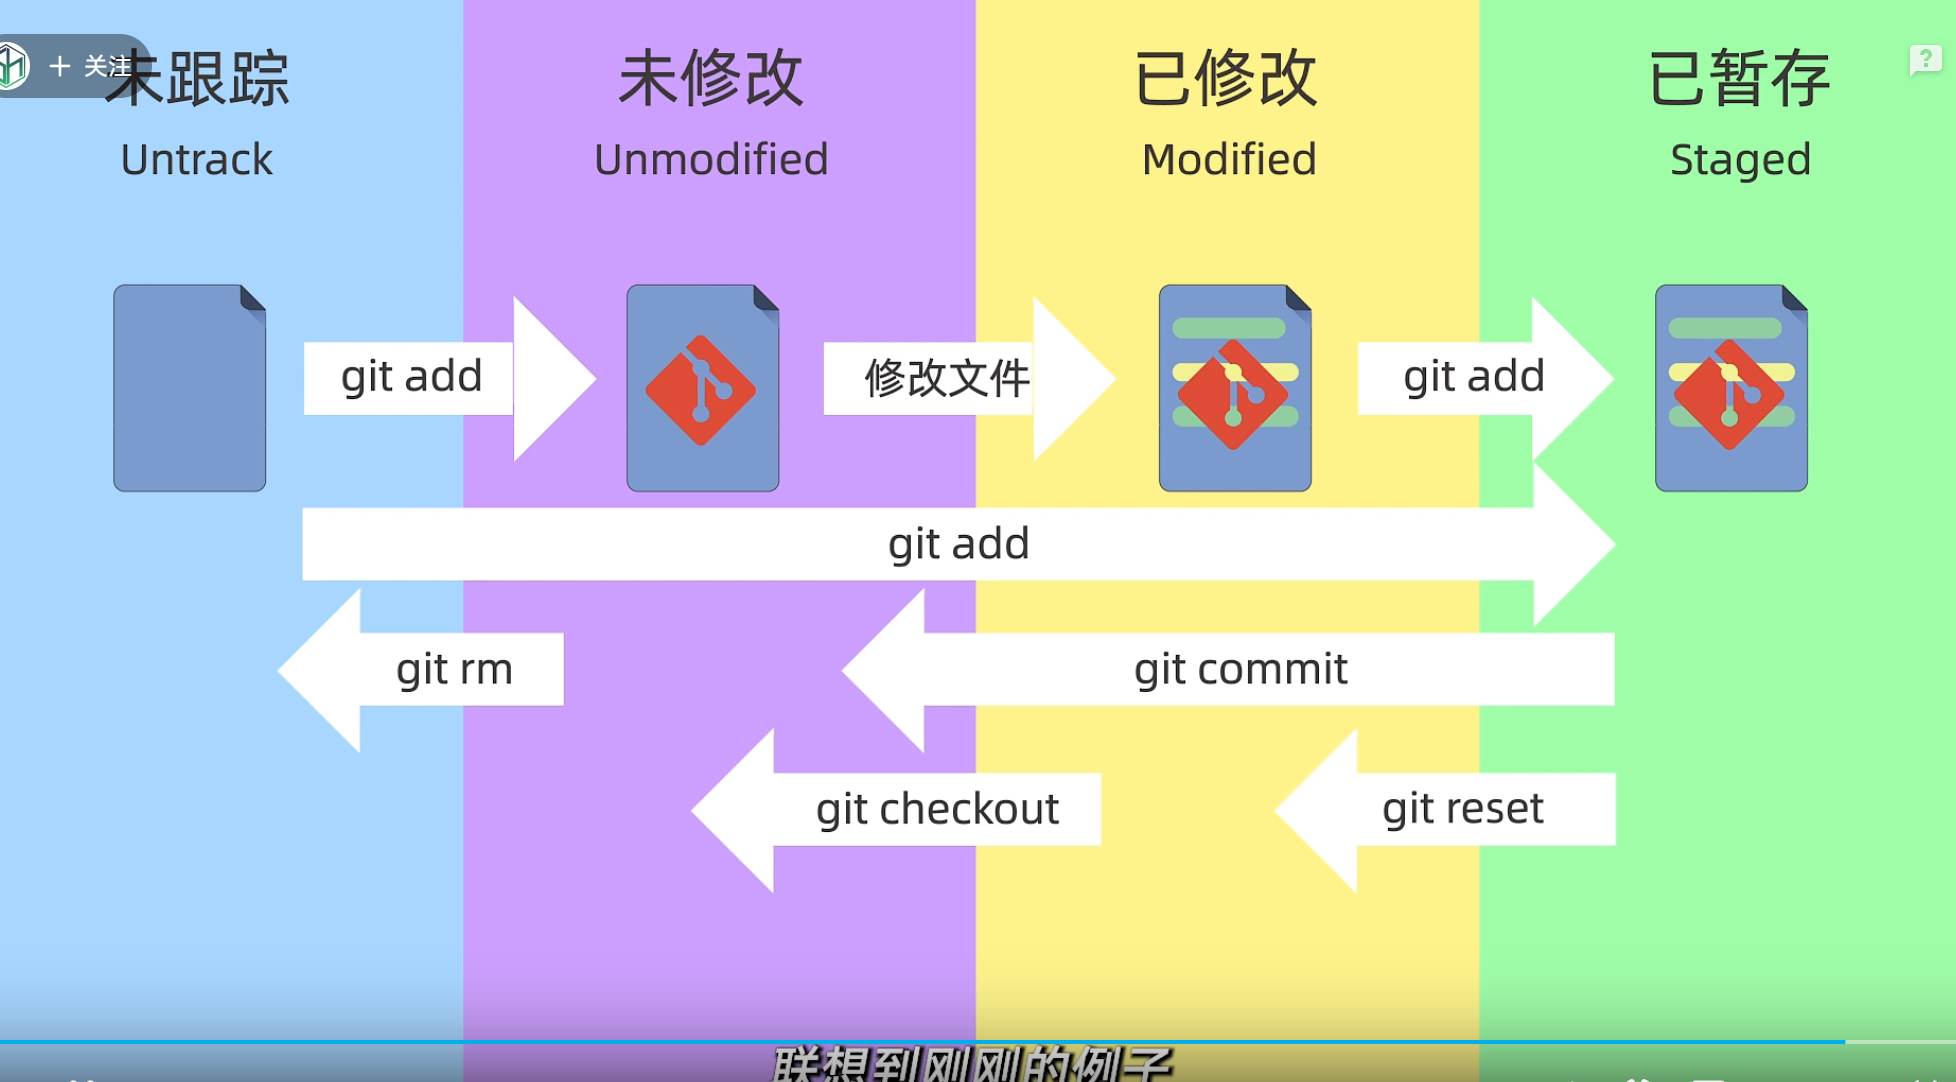 关注
未跟踪
未修改
已修改
已暂存
Untrack
Unmodified
Modified
Staged
git add
修改文件
git add
git add
git rm
git commit
git checkout
git reset
联想到刚刚的例子